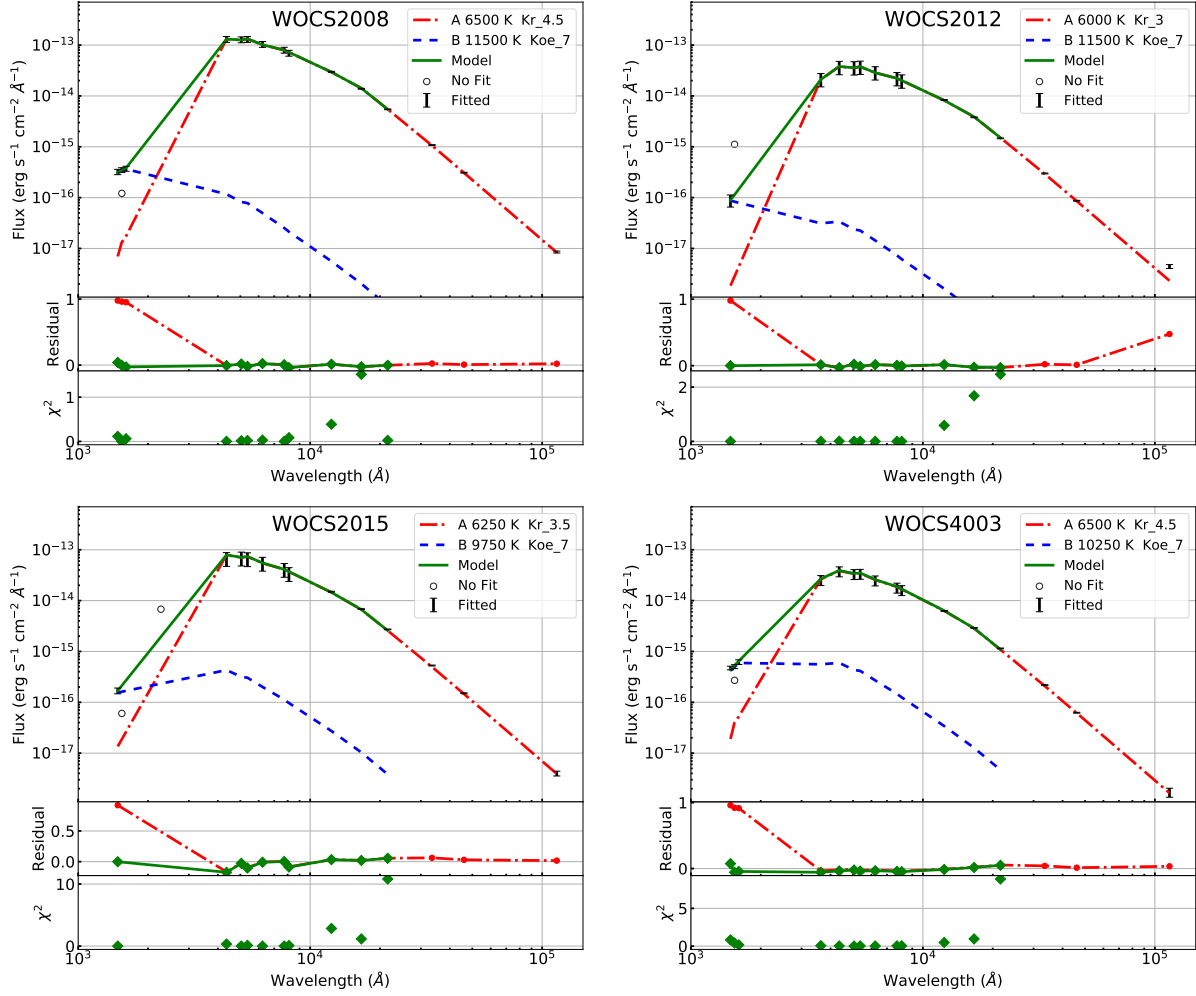 WOCS2008
A 6500 K Kr_4.5
B 11500 K Koe_7
Model
No Fit
Fitted
Flux (erg s⁻¹ cm⁻² Å⁻¹)
10⁻¹³
10⁻¹⁴
10⁻¹⁵
10⁻¹⁶
10⁻¹⁷
Residual
1
0
χ²
1
0
10³ 10⁴ 10⁵
Wavelength (Å)
WOCS2012
A 6000 K Kr_3
B 11500 K Koe_7
Model
No Fit
Fitted
Flux (erg s⁻¹ cm⁻² Å⁻¹)
10⁻¹³
10⁻¹⁴
10⁻¹⁵
10⁻¹⁶
10⁻¹⁷
Residual
1
0
χ²
2
0
10³ 10⁴ 10⁵
Wavelength (Å)
WOCS2015
A 6250 K Kr_3.5
B 9750 K Koe_7
Model
No Fit
Fitted
Flux (erg s⁻¹ cm⁻² Å⁻¹)
10⁻¹³
10⁻¹⁴
10⁻¹⁵
10⁻¹⁶
10⁻¹⁷
Residual
0.5
0.0
χ²
10
0
10³ 10⁴ 10⁵
Wavelength (Å)
WOCS4003
A 6500 K Kr_4.5
B 10250 K Koe_7
Model
No Fit
Fitted
Flux (erg s⁻¹ cm⁻² Å⁻¹)
10⁻¹³
10⁻¹⁴
10⁻¹⁵
10⁻¹⁶
10⁻¹⁷
Residual
1
0
χ²
5
0
10³ 10⁴ 10⁵
Wavelength (Å)